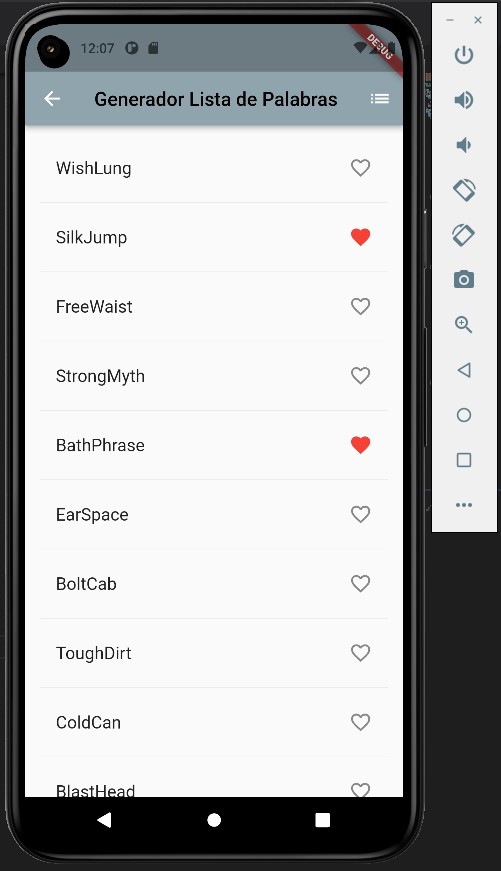 12:07
DEBUG
Generador Lista de Palabras
WishLung
SilkJump
FreeWaist
StrongMyth
BathPhrase
EarSpace
BoltCab
ToughDirt
ColdCan
BlastHead